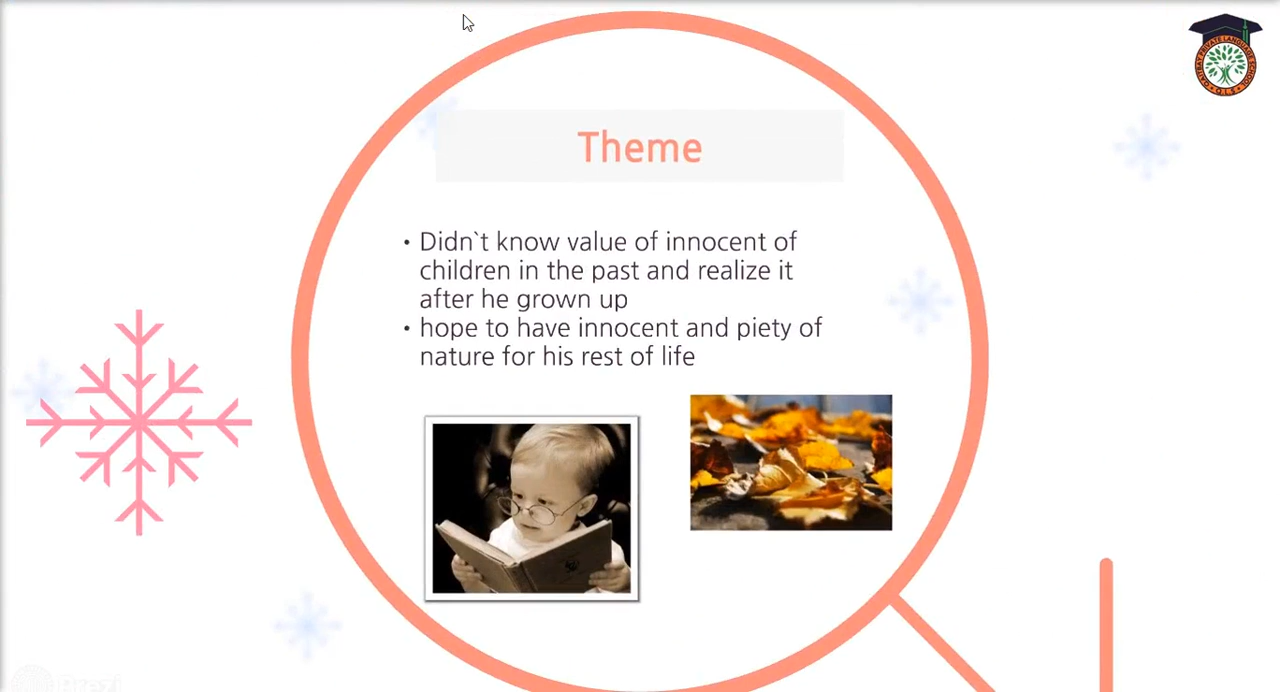 Theme
• Didn`t know value of innocent of
children in the past and realize it
after he grown up
• hope to have innocent and piety of
nature for his rest of life